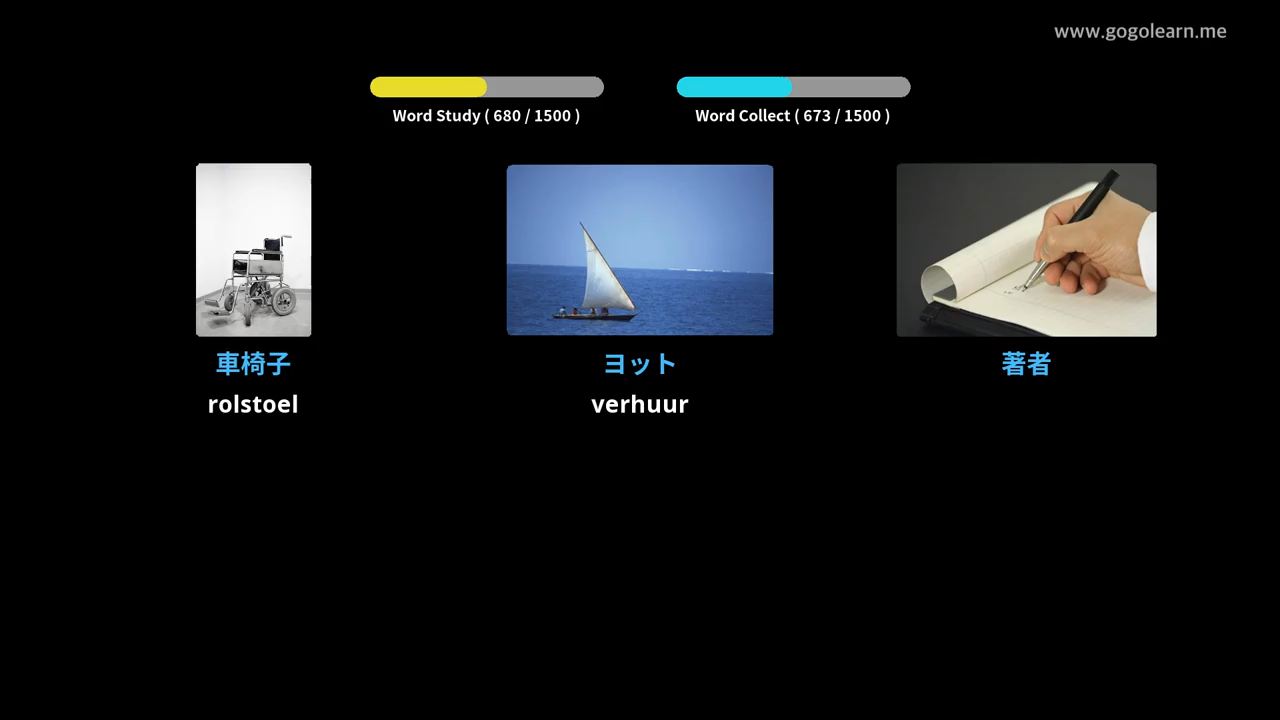 www.gogolearn.me
Word Study ( 680 / 1500 )
Word Collect ( 673 / 1500 )
車椅子
ヨット
著者
rolstoel
verhuur